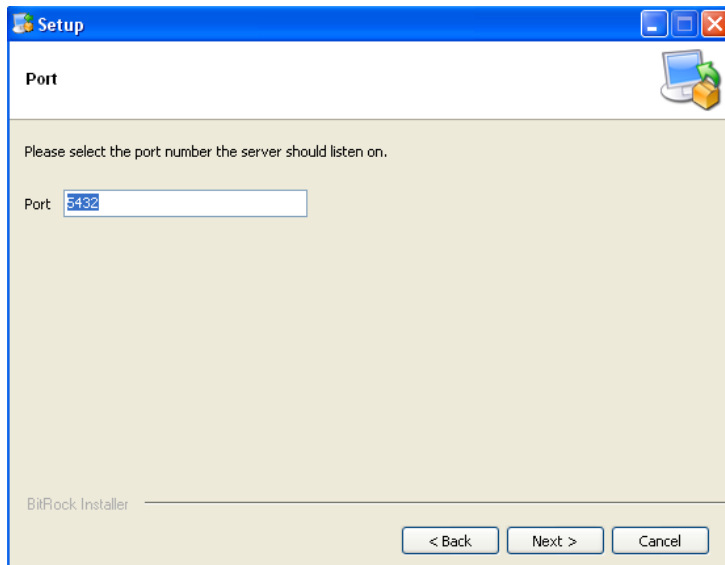 Setup
Port
Please select the port number the server should listen on.
Port 5432
BitRock Installer
< Back Next > Cancel